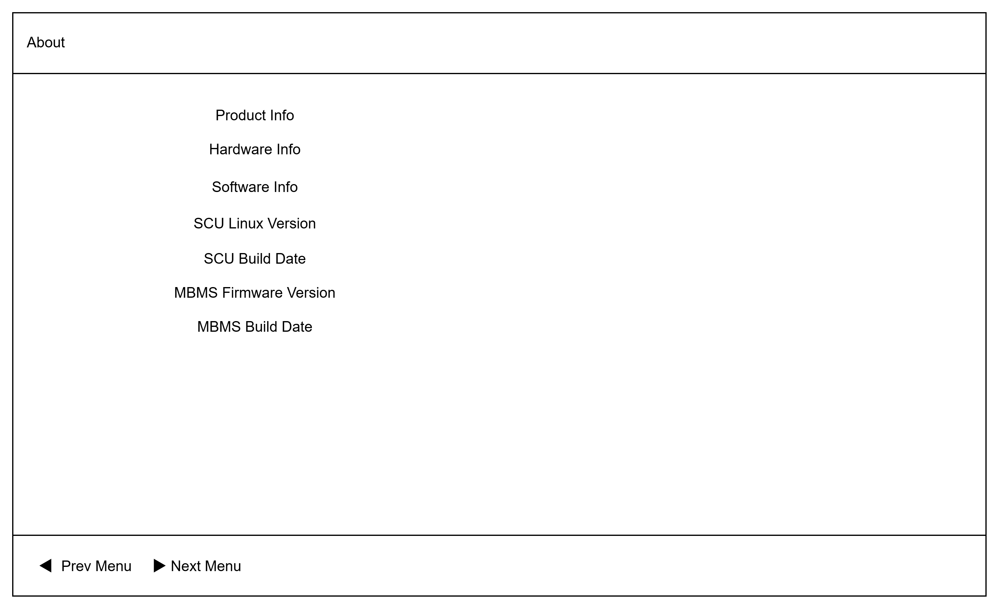 About
Product Info
Hardware Info
Software Info
SCU Linux Version
SCU Build Date
MBMS Firmware Version
MBMS Build Date
Prev Menu
Next Menu